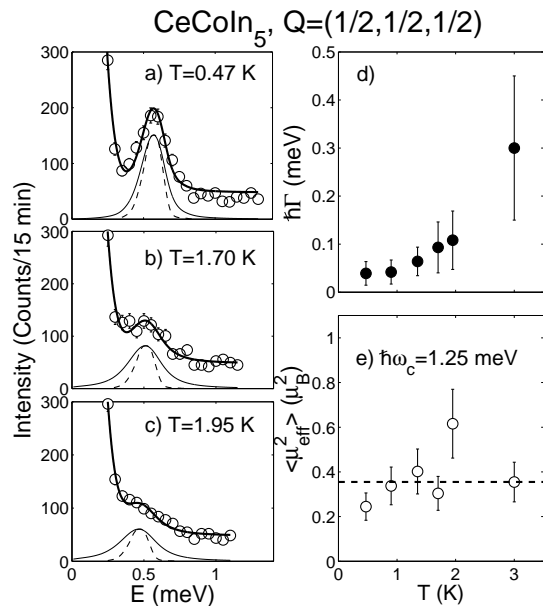 CeCoIn5, Q=(1/2,1/2,1/2)
Intensity (Counts/15 min)
a) T=0.47 K
300
200
100
0
b) T=1.70 K
300
200
100
0
c) T=1.95 K
300
200
100
0
0 0.5 1
E (meV)
d)
ħΓ (meV)
0.5
0.4
0.3
0.2
0.1
0
e) ħωc=1.25 meV
<μ²eff> (μ²B)
1
0.8
0.6
0.4
0.2
0
0 1 2 3
T (K)